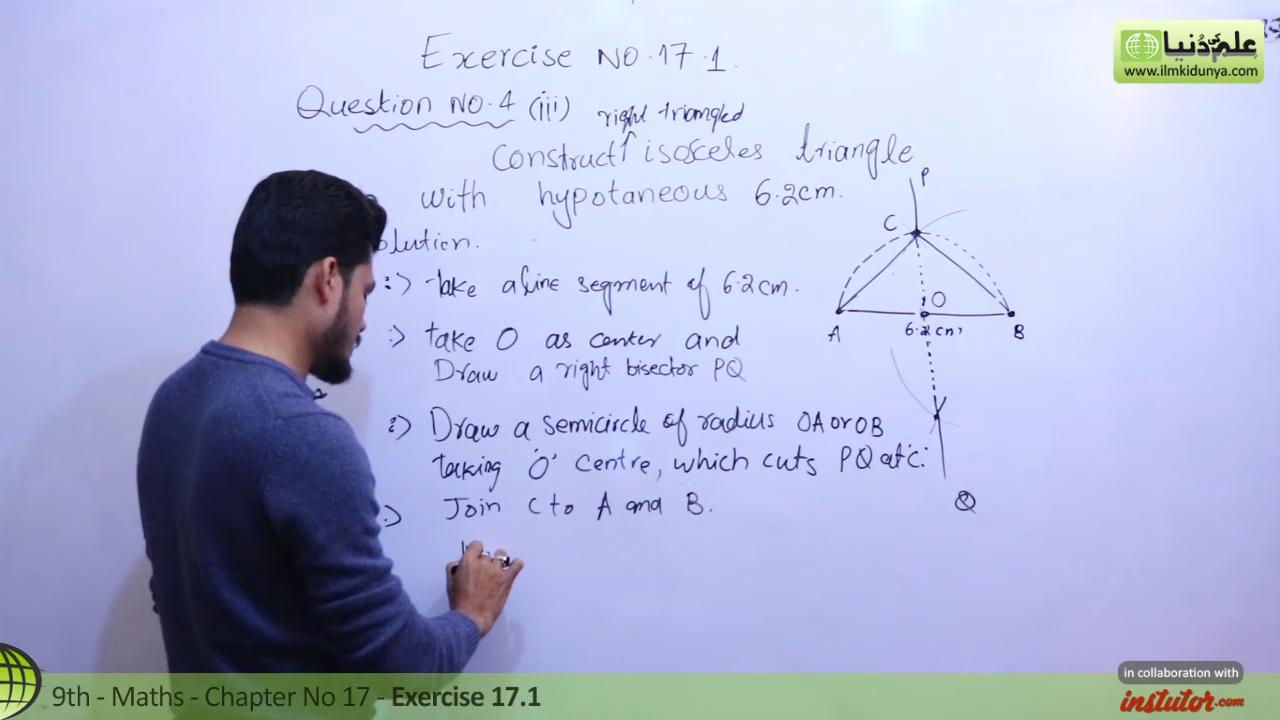 Exercise NO.17.1.
Question NO.4 (iii) right triangled
Construct isosceles triangle
with hypotaneous 6.2cm.
olution.
:> Take a line segment of 6.2cm.
:> take O as center and
Draw a right bisector PQ
:> Draw a semicircle of radius OA or OB
taking 'O' Centre, which cuts PQ at 'C'.
:> Join C to A and B.
P
C
O
A
6.2cm
B
Q
علم کی دُنیا
www.ilmkidunya.com
9th - Maths - Chapter No 17 - Exercise 17.1
in collaboration with
instutor.com